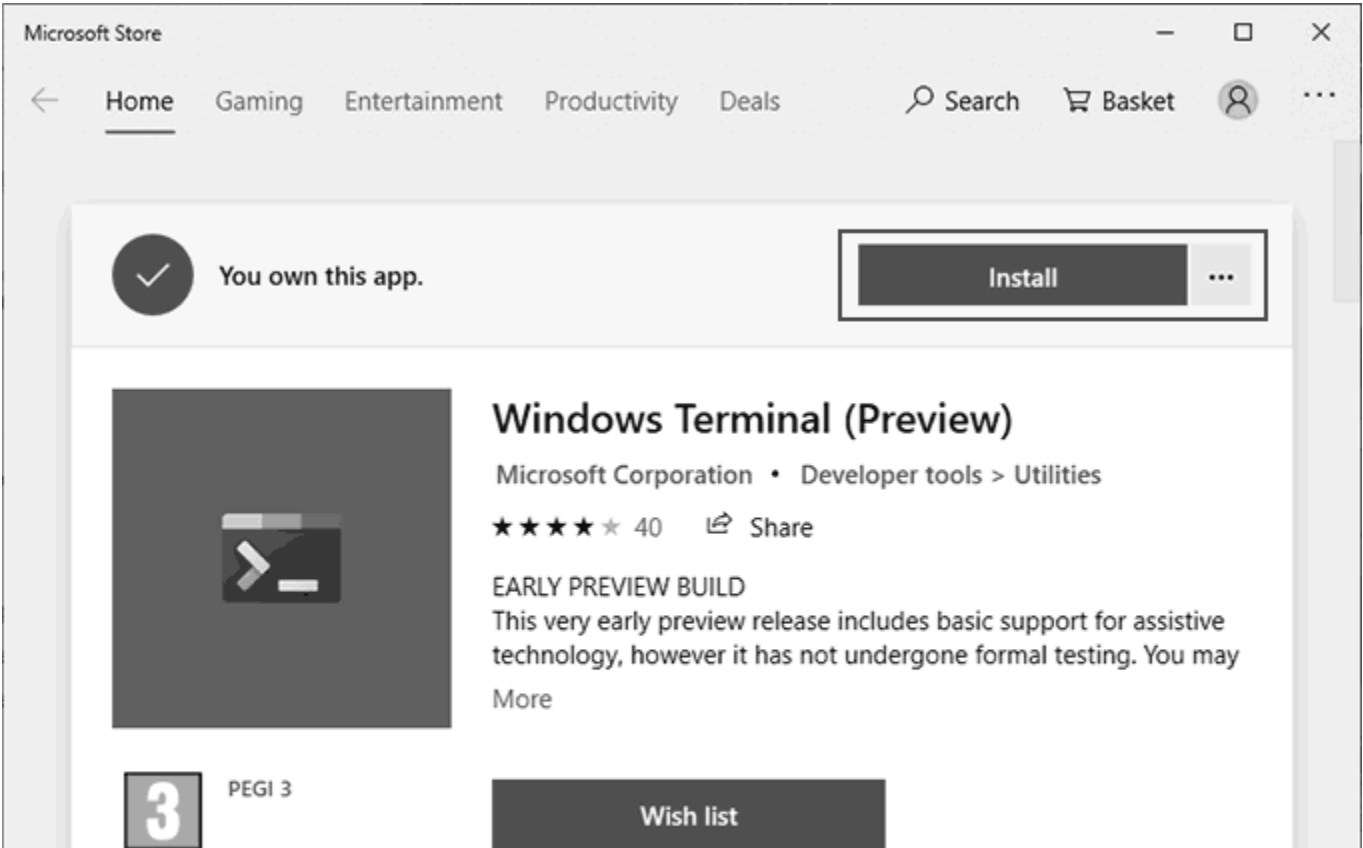 Microsoft Store
Home Gaming Entertainment Productivity Deals Search Basket
You own this app.
Install
Windows Terminal (Preview)
Microsoft Corporation • Developer tools > Utilities
40 Share
EARLY PREVIEW BUILD
This very early preview release includes basic support for assistive
technology, however it has not undergone formal testing. You may
More
3
PEGI 3
Wish list